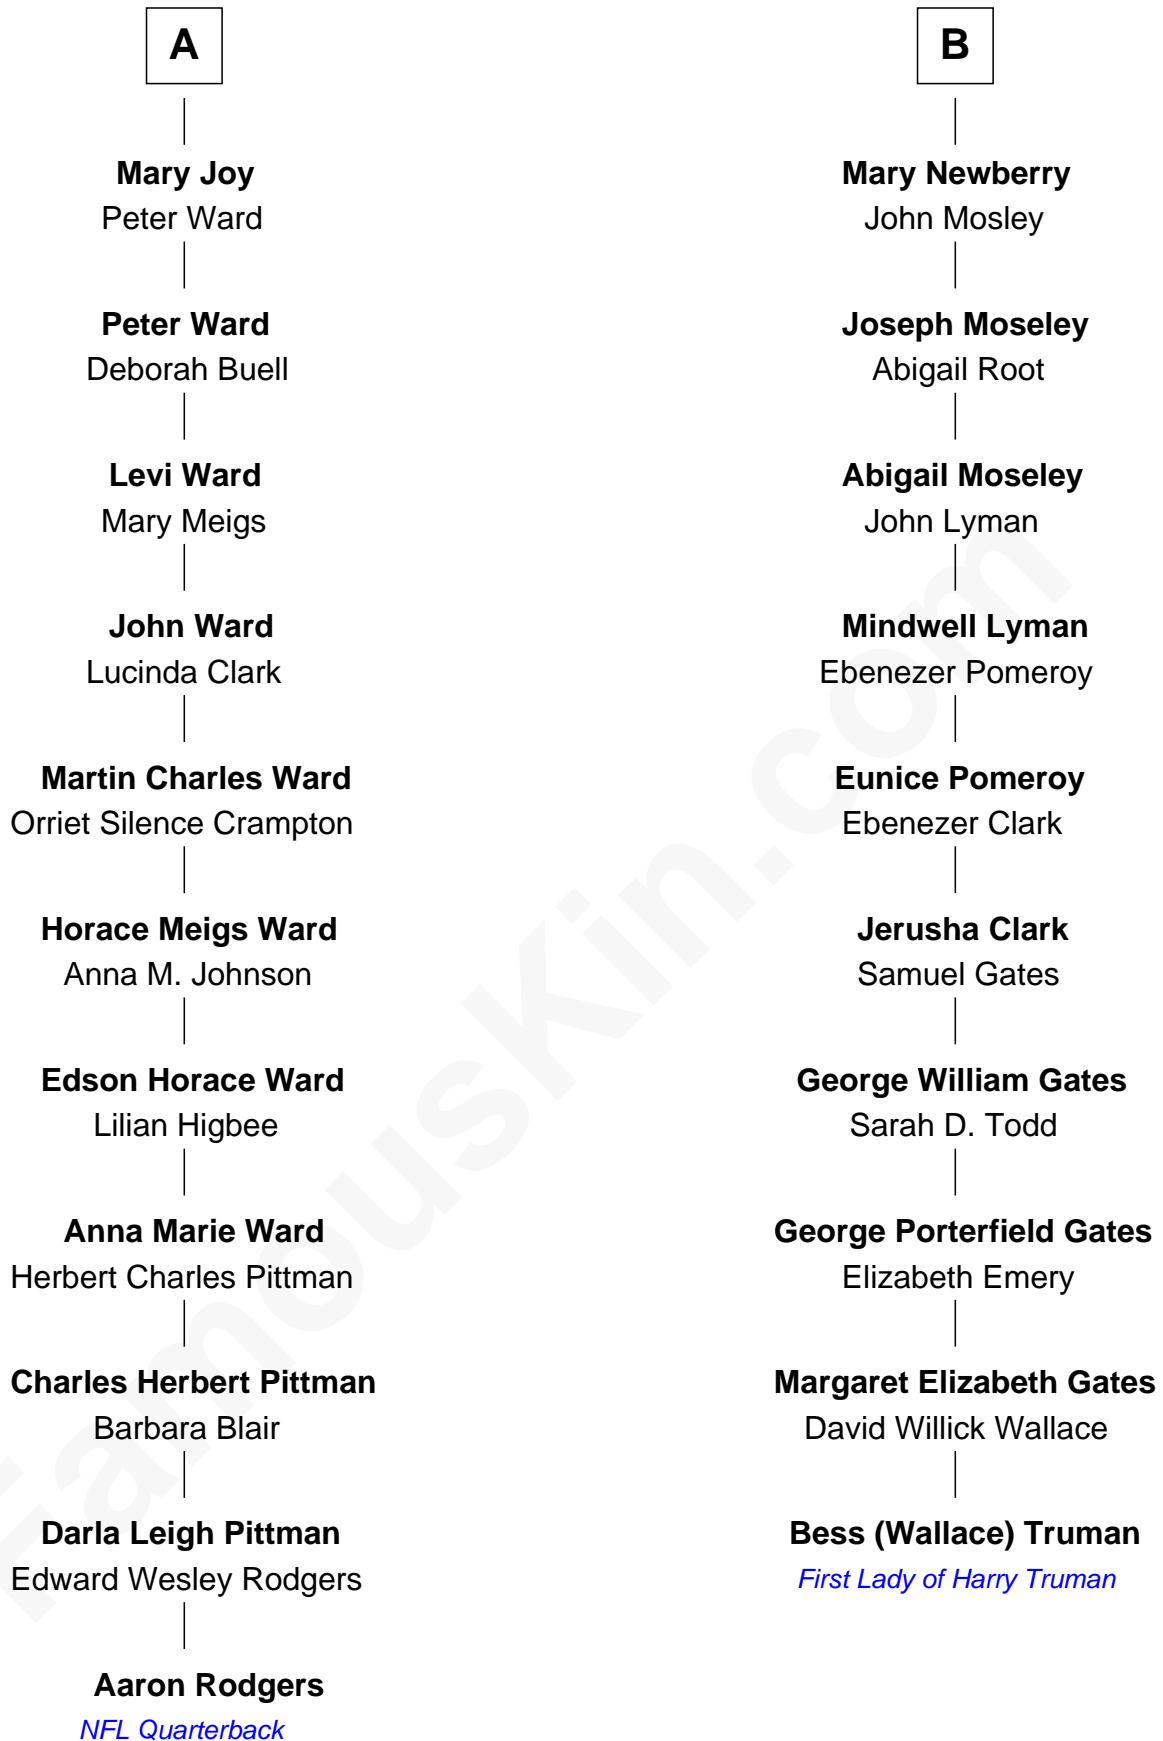 A
Mary Joy
Peter Ward
Peter Ward
Deborah Buell
Levi Ward
Mary Meigs
John Ward
Lucinda Clark
Martin Charles Ward
Orriet Silence Crampton
Horace Meigs Ward
Anna M. Johnson
Edson Horace Ward
Lilian Higbee
Anna Marie Ward
Herbert Charles Pittman
Charles Herbert Pittman
Barbara Blair
Darla Leigh Pittman
Edward Wesley Rodgers
Aaron Rodgers
NFL Quarterback
B
Mary Newberry
John Mosley
Joseph Moseley
Abigail Root
Abigail Moseley
John Lyman
Mindwell Lyman
Ebenezer Pomeroy
Eunice Pomeroy
Ebenezer Clark
Jerusha Clark
Samuel Gates
George William Gates
Sarah D. Todd
George Porterfield Gates
Elizabeth Emery
Margaret Elizabeth Gates
David Willick Wallace
Bess (Wallace) Truman
First Lady of Harry Truman
FamousKin.com